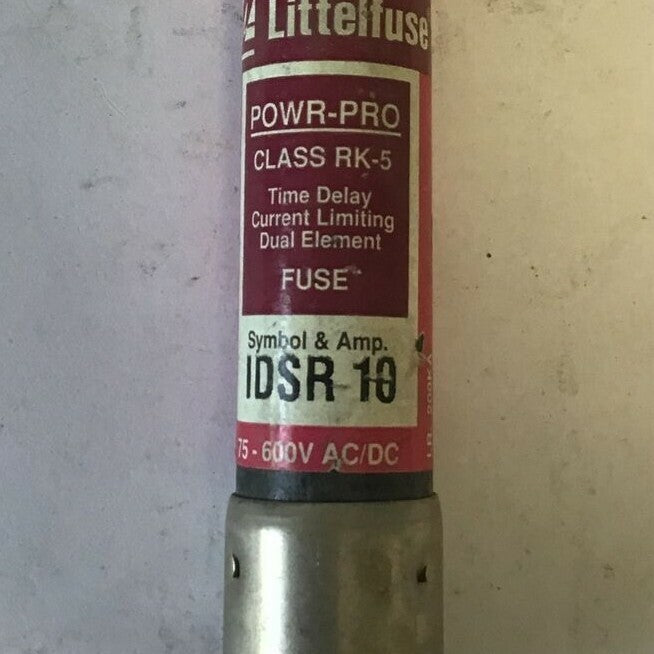 Littelfuse
POWR-PRO
CLASS RK-5
Time Delay
Current Limiting
Dual Element
FUSE
Symbol & Amp.
IDSR 10
75 - 600V AC/DC
I.R. 200KA